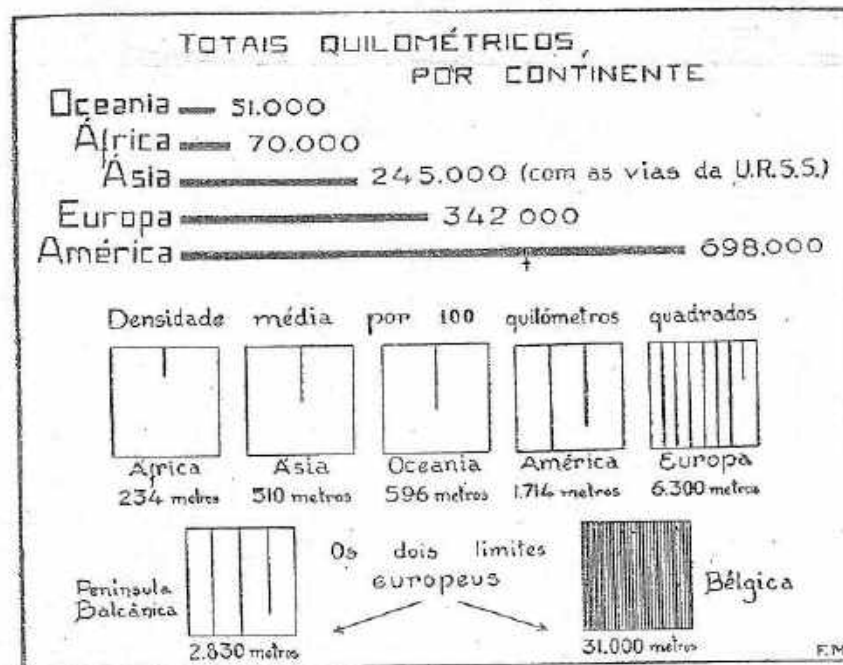 TOTAIS QUILOMÉTRICOS,
POR CONTINENTE
Oceania 51.000
África 70.000
Ásia 245.000 (com as vias da U.R.S.S.)
Europa 342 000
América 698.000
Densidade média por 100 quilómetros quadrados
África Ásia Oceania América Europa
234 metros 510 metros 596 metros 1.714 metros 6.300 metros
Os dois limites
europeus
Península
Balcânica
Bélgica
2.830 metros 31.000 metros
F.M